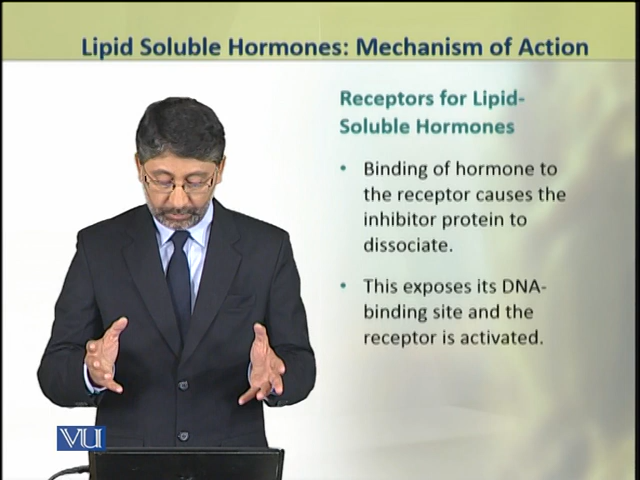 Lipid Soluble Hormones: Mechanism of Action
Receptors for Lipid-
Soluble Hormones
• Binding of hormone to
the receptor causes the
inhibitor protein to
dissociate.
• This exposes its DNA-
binding site and the
receptor is activated.
VU